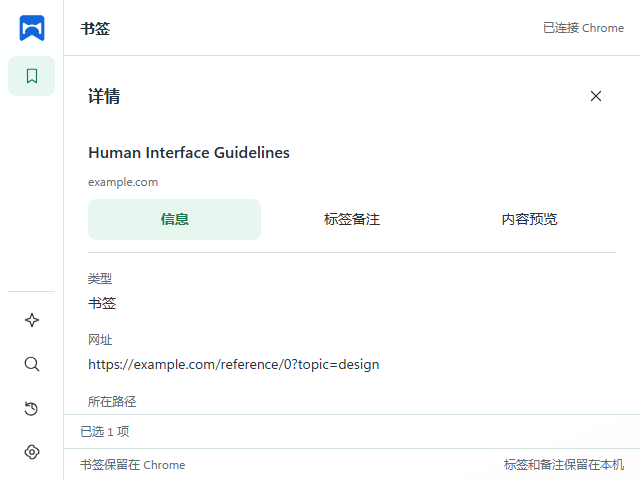 书签
已连接 Chrome
详情
Human Interface Guidelines
example.com
信息
标签备注
内容预览
类型
书签
网址
https://example.com/reference/0?topic=design
所在路径
已选 1 项
书签保留在 Chrome
标签和备注保留在本机